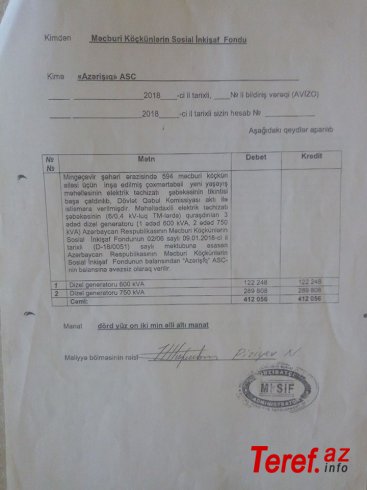 Kimdən Məcburi Köçkünlərin Sosial İnkişaf Fondu
Kimə «Azərişıq» ASC
2018 -ci il tarixli, ____№ li bildiriş vərəqi (AVİZO)
2018 -ci il tarixli sizin hesab №
Aşağıdakı qeydlər aparılıb
№ № Mətn Debet Kredit
Mingəçevir şəhəri ərazisində 594 məcburi köçkün
ailəsi üçün inşa edilmiş çoxmərtəbəli yeni yaşayış
məhəlləsinin elektrik təchizatı şəbəkəsinin tikintisi
başa çatdırılıb, Dövlət Qəbul Komissiyası aktı ilə
istismara verilmişdir. Məhəllədaxili elektrik təchizatı
şəbəkəsinin (6/0,4 kV-luq TM-lərdə) quraşdırılan 3
ədəd dizel generatoru (1 ədəd 600 kVA, 2 ədəd 750
kVA) Azərbaycan Respublikasının Məcburi Köçkünlərin
Sosial İnkişaf Fondunun 02/06 saylı 09.01.2018-ci il
tarixli (D-18/0051) saylı məktubuna əsasən
Azərbaycan Respublikasının Məcburi Köçkünlərin
Sosial İnkişaf Fondunun balansından "Azərişıq" ASC-
nin balansına əvəzsiz olaraq verilir
1 Dizel generatoru 600 kVA 122 248 122 248
2 Dizel generatoru 750 kVA 289 808 289 808
Cəmi: 412 056 412 056
Manat dörd yüz on iki min əlli altı manat
Maliyyə bölməsinin rəisi Piriyev N.
MKSİF
Teref.az
.info